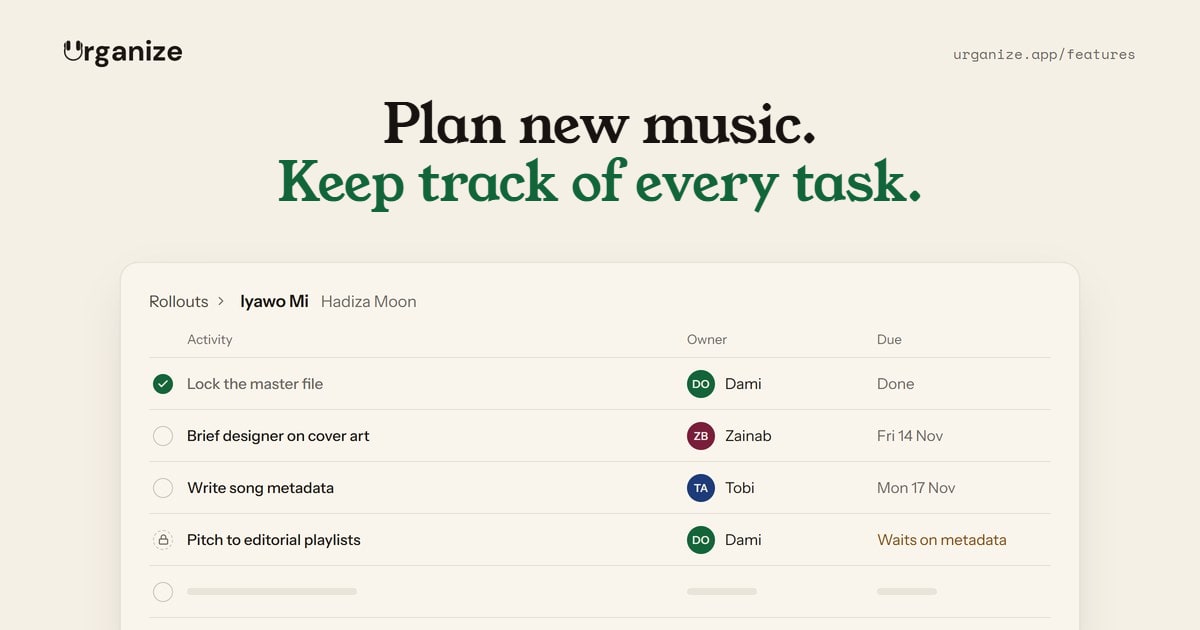 Urganize
urganize.app/features
Plan new music.
Keep track of every task.
Rollouts > Iyawo Mi Hadiza Moon
Activity Owner Due
Lock the master file DO Dami Done
Brief designer on cover art ZB Zainab Fri 14 Nov
Write song metadata TA Tobi Mon 17 Nov
Pitch to editorial playlists DO Dami Waits on metadata